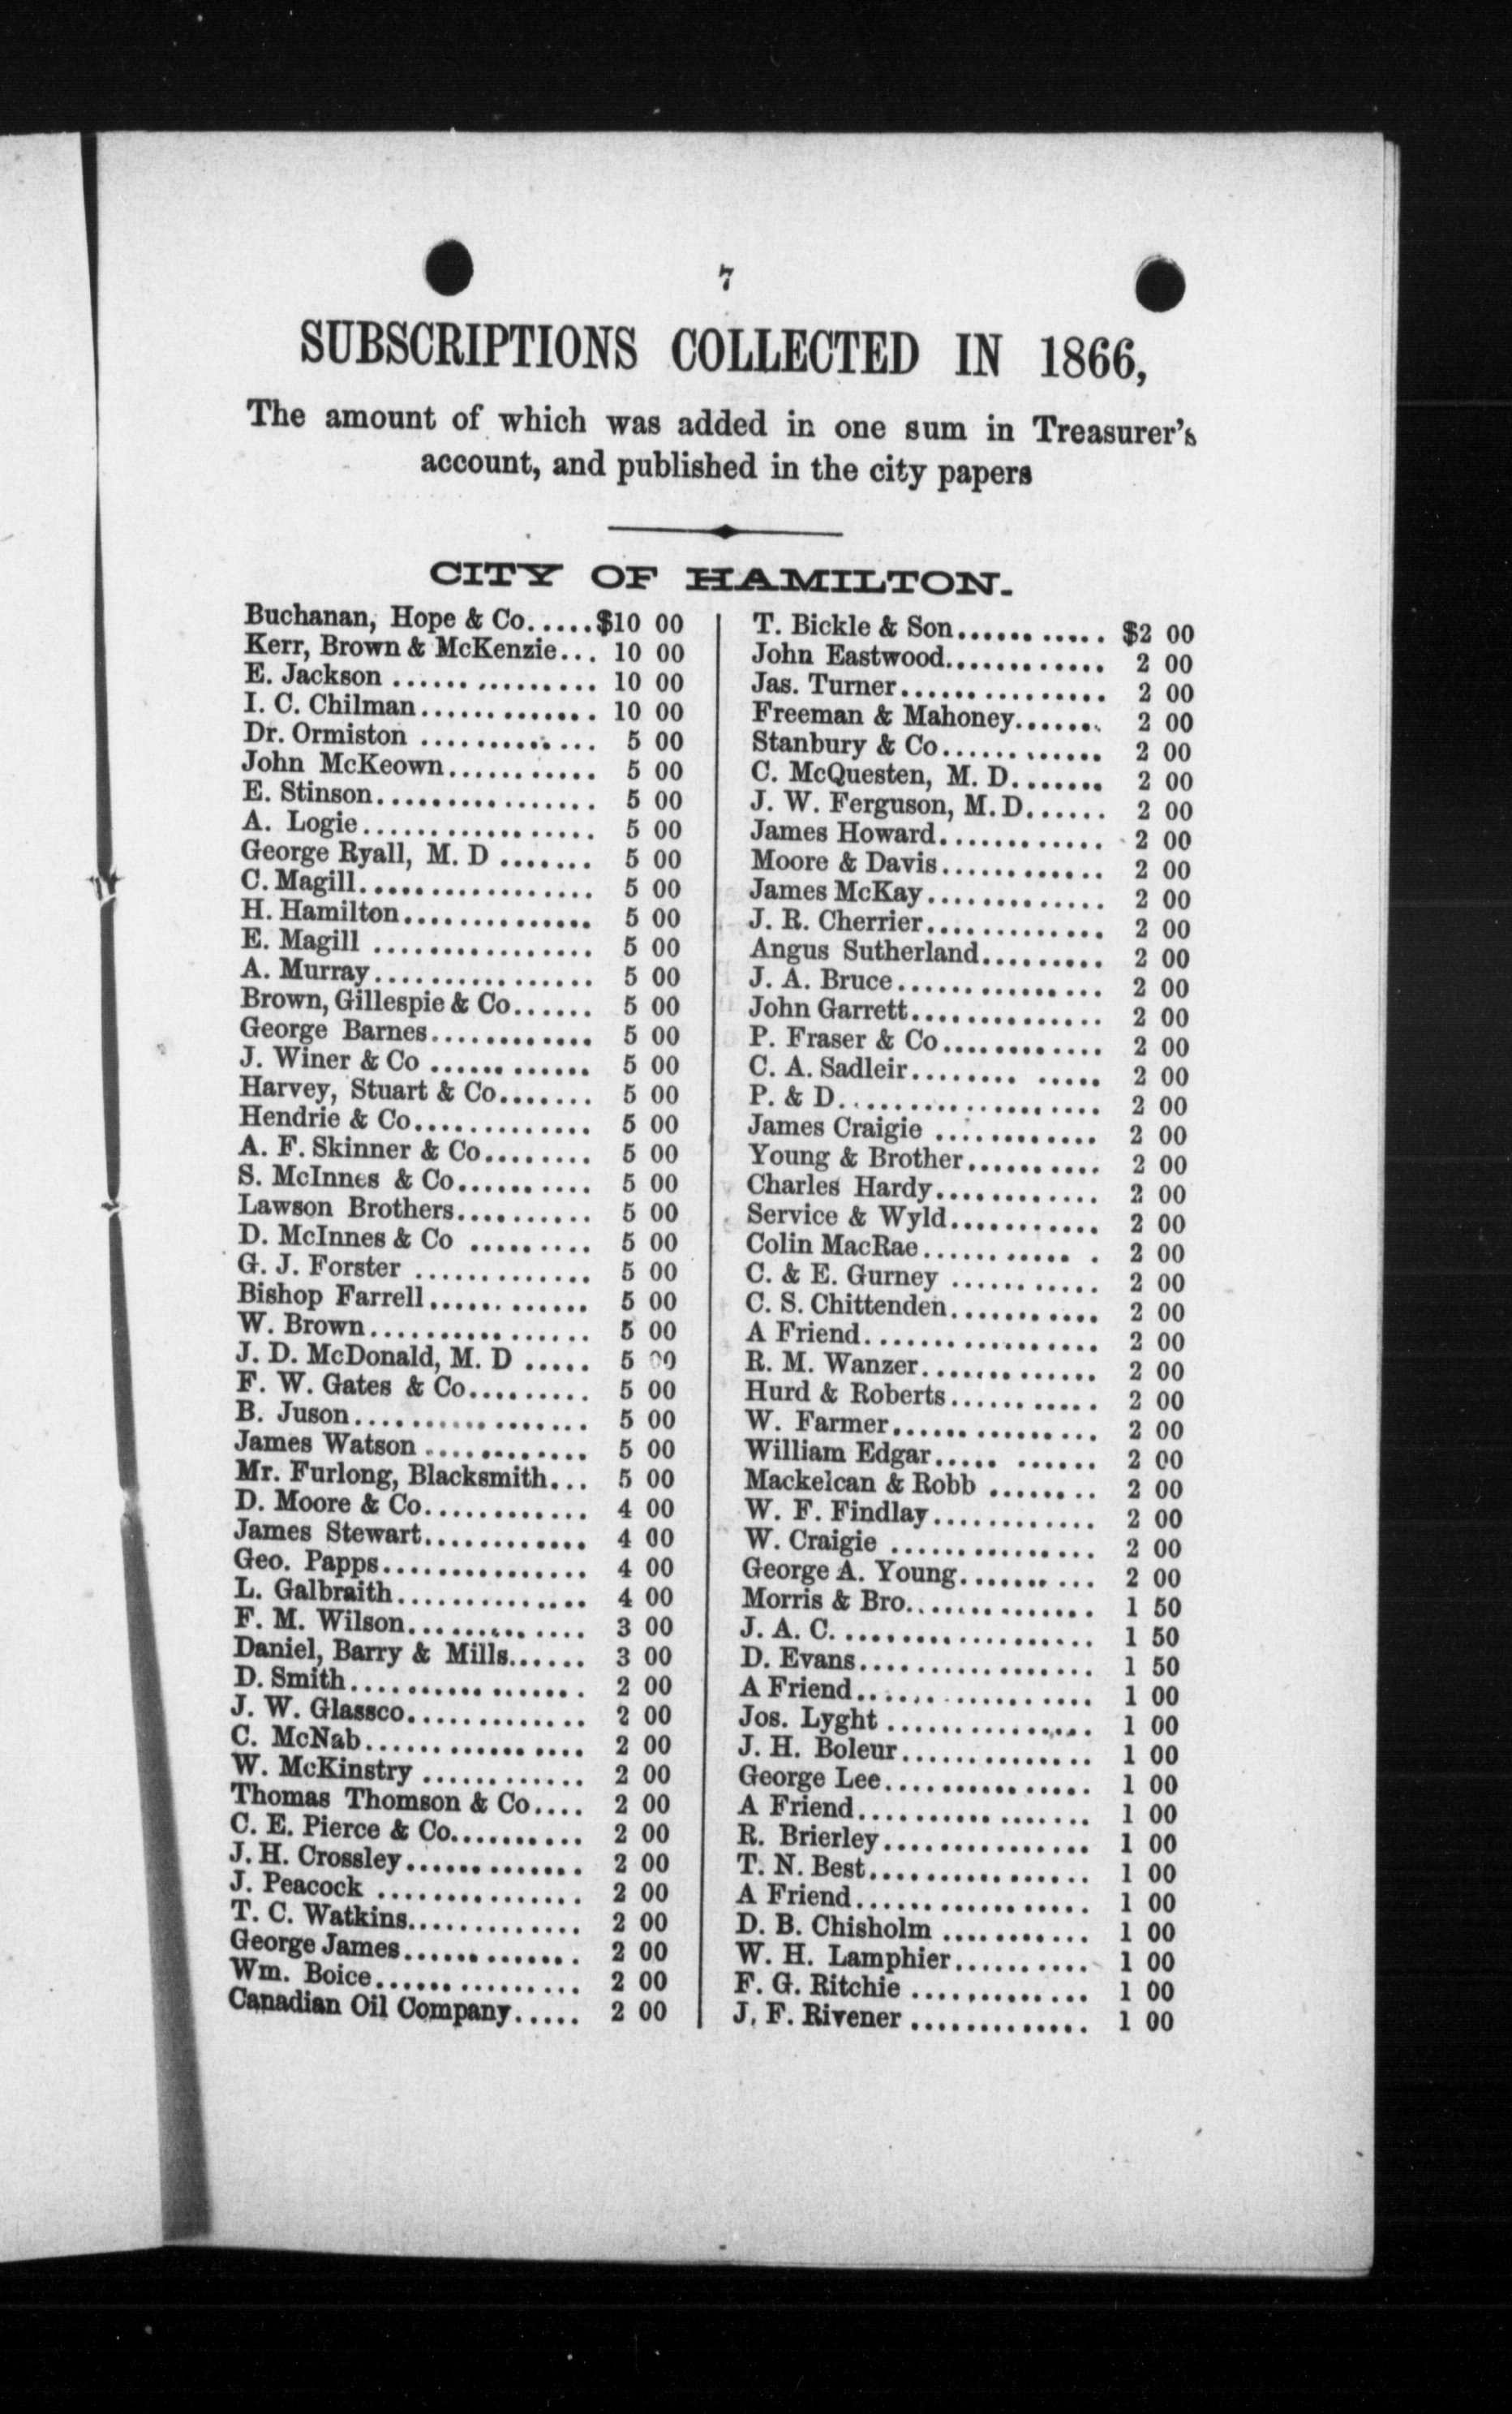 7
SUBSCRIPTIONS COLLECTED IN 1866,
The amount of which was added in one sum in Treasurer's
account, and published in the city papers
CITY OF HAMILTON.
Buchanan, Hope & Co.....$10 00
Kerr, Brown & McKenzie... 10 00
E. Jackson ................ 10 00
I. C. Chilman............. 10 00
Dr. Ormiston .............. 5 00
John McKeown........... 5 00
E. Stinson................. 5 00
A. Logie.................. 5 00
George Ryall, M. D ....... 5 00
C. Magill.................. 5 00
H. Hamilton............... 5 00
E. Magill ................. 5 00
A. Murray................. 5 00
Brown, Gillespie & Co...... 5 00
George Barnes............. 5 00
J. Winer & Co ............ 5 00
Harvey, Stuart & Co....... 5 00
Hendrie & Co.............. 5 00
A. F. Skinner & Co........ 5 00
S. McInnes & Co.......... 5 00
Lawson Brothers.......... 5 00
D. McInnes & Co ......... 5 00
G. J. Forster ............. 5 00
Bishop Farrell............ 5 00
W. Brown................ 5 00
J. D. McDonald, M. D ..... 5 00
F. W. Gates & Co......... 5 00
B. Juson.................. 5 00
James Watson ............ 5 00
Mr. Furlong, Blacksmith... 5 00
D. Moore & Co............ 4 00
James Stewart............. 4 00
Geo. Papps................ 4 00
L. Galbraith............... 4 00
F. M. Wilson............. 3 00
Daniel, Barry & Mills...... 3 00
D. Smith.................. 2 00
J. W. Glassco............. 2 00
C. McNab................. 2 00
W. McKinstry ............ 2 00
Thomas Thomson & Co.... 2 00
C. E. Pierce & Co.......... 2 00
J. H. Crossley............. 2 00
J. Peacock ............... 2 00
T. C. Watkins............. 2 00
George James............. 2 00
Wm. Boice................ 2 00
Canadian Oil Company..... 2 00
T. Bickle & Son........... $2 00
John Eastwood............ 2 00
Jas. Turner................ 2 00
Freeman & Mahoney....... 2 00
Stanbury & Co............ 2 00
C. McQuesten, M. D....... 2 00
J. W. Ferguson, M. D...... 2 00
James Howard............ 2 00
Moore & Davis............ 2 00
James McKay............. 2 00
J. R. Cherrier............. 2 00
Angus Sutherland......... 2 00
J. A. Bruce............... 2 00
John Garrett.............. 2 00
P. Fraser & Co............ 2 00
C. A. Sadleir........ ..... 2 00
P. & D.................... 2 00
James Craigie ............ 2 00
Young & Brother.......... 2 00
Charles Hardy............ 2 00
Service & Wyld........... 2 00
Colin MacRae........... . 2 00
C. & E. Gurney ........... 2 00
C. S. Chittenden........... 2 00
A Friend.................. 2 00
R. M. Wanzer............. 2 00
Hurd & Roberts........... 2 00
W. Farmer................ 2 00
William Edgar..... ...... 2 00
Mackelcan & Robb ........ 2 00
W. F. Findlay............ 2 00
W. Craigie ................ 2 00
George A. Young....... ... 2 00
Morris & Bro.............. 1 50
J. A. C. ................... 1 50
D. Evans.................. 1 50
A Friend.................. 1 00
Jos. Lyght ................ 1 00
J. H. Boleur.............. 1 00
George Lee................ 1 00
A Friend.................. 1 00
R. Brierley................ 1 00
T. N. Best................. 1 00
A Friend.................. 1 00
D. B. Chisholm ........... 1 00
W. H. Lamphier.......... 1 00
F. G. Ritchie ............. 1 00
J. F. Rivener ............. 1 00